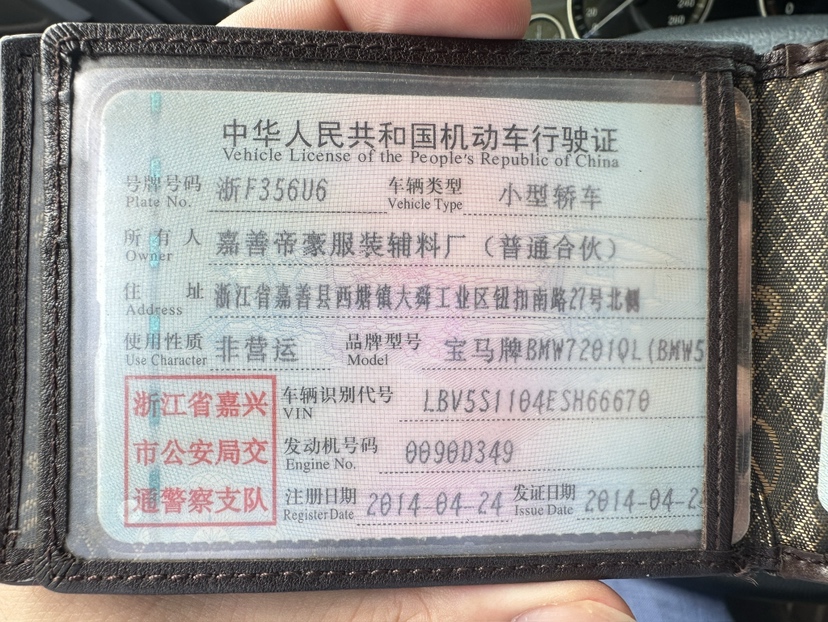 中华人民共和国机动车行驶证
Vehicle License of the People's Republic of China
号牌号码 浙F356U6 车辆类型 小型轿车
Plate No. Vehicle Type
所有人 嘉善帝豪服装辅料厂（普通合伙）
Owner
住址 浙江省嘉善县西塘镇大舜工业区钮扣南路27号北侧
Address
使用性质 非营运 品牌型号 宝马牌BMW7201QL(BMW5
Use Character Model
浙江省嘉兴 车辆识别代号 LBV5S1104ESH66670
VIN
市公安局交 发动机号码 0090D349
Engine No.
通警察支队 注册日期 2014-04-24 发证日期 2014-04-2
Register Date Issue Date